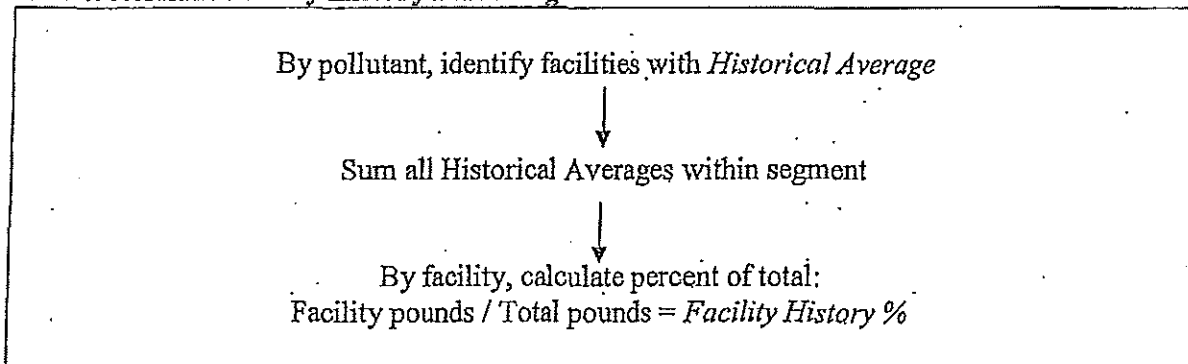 By pollutant, identify facilities with Historical Average
Sum all Historical Averages within segment
By facility, calculate percent of total:
Facility pounds / Total pounds = Facility History %